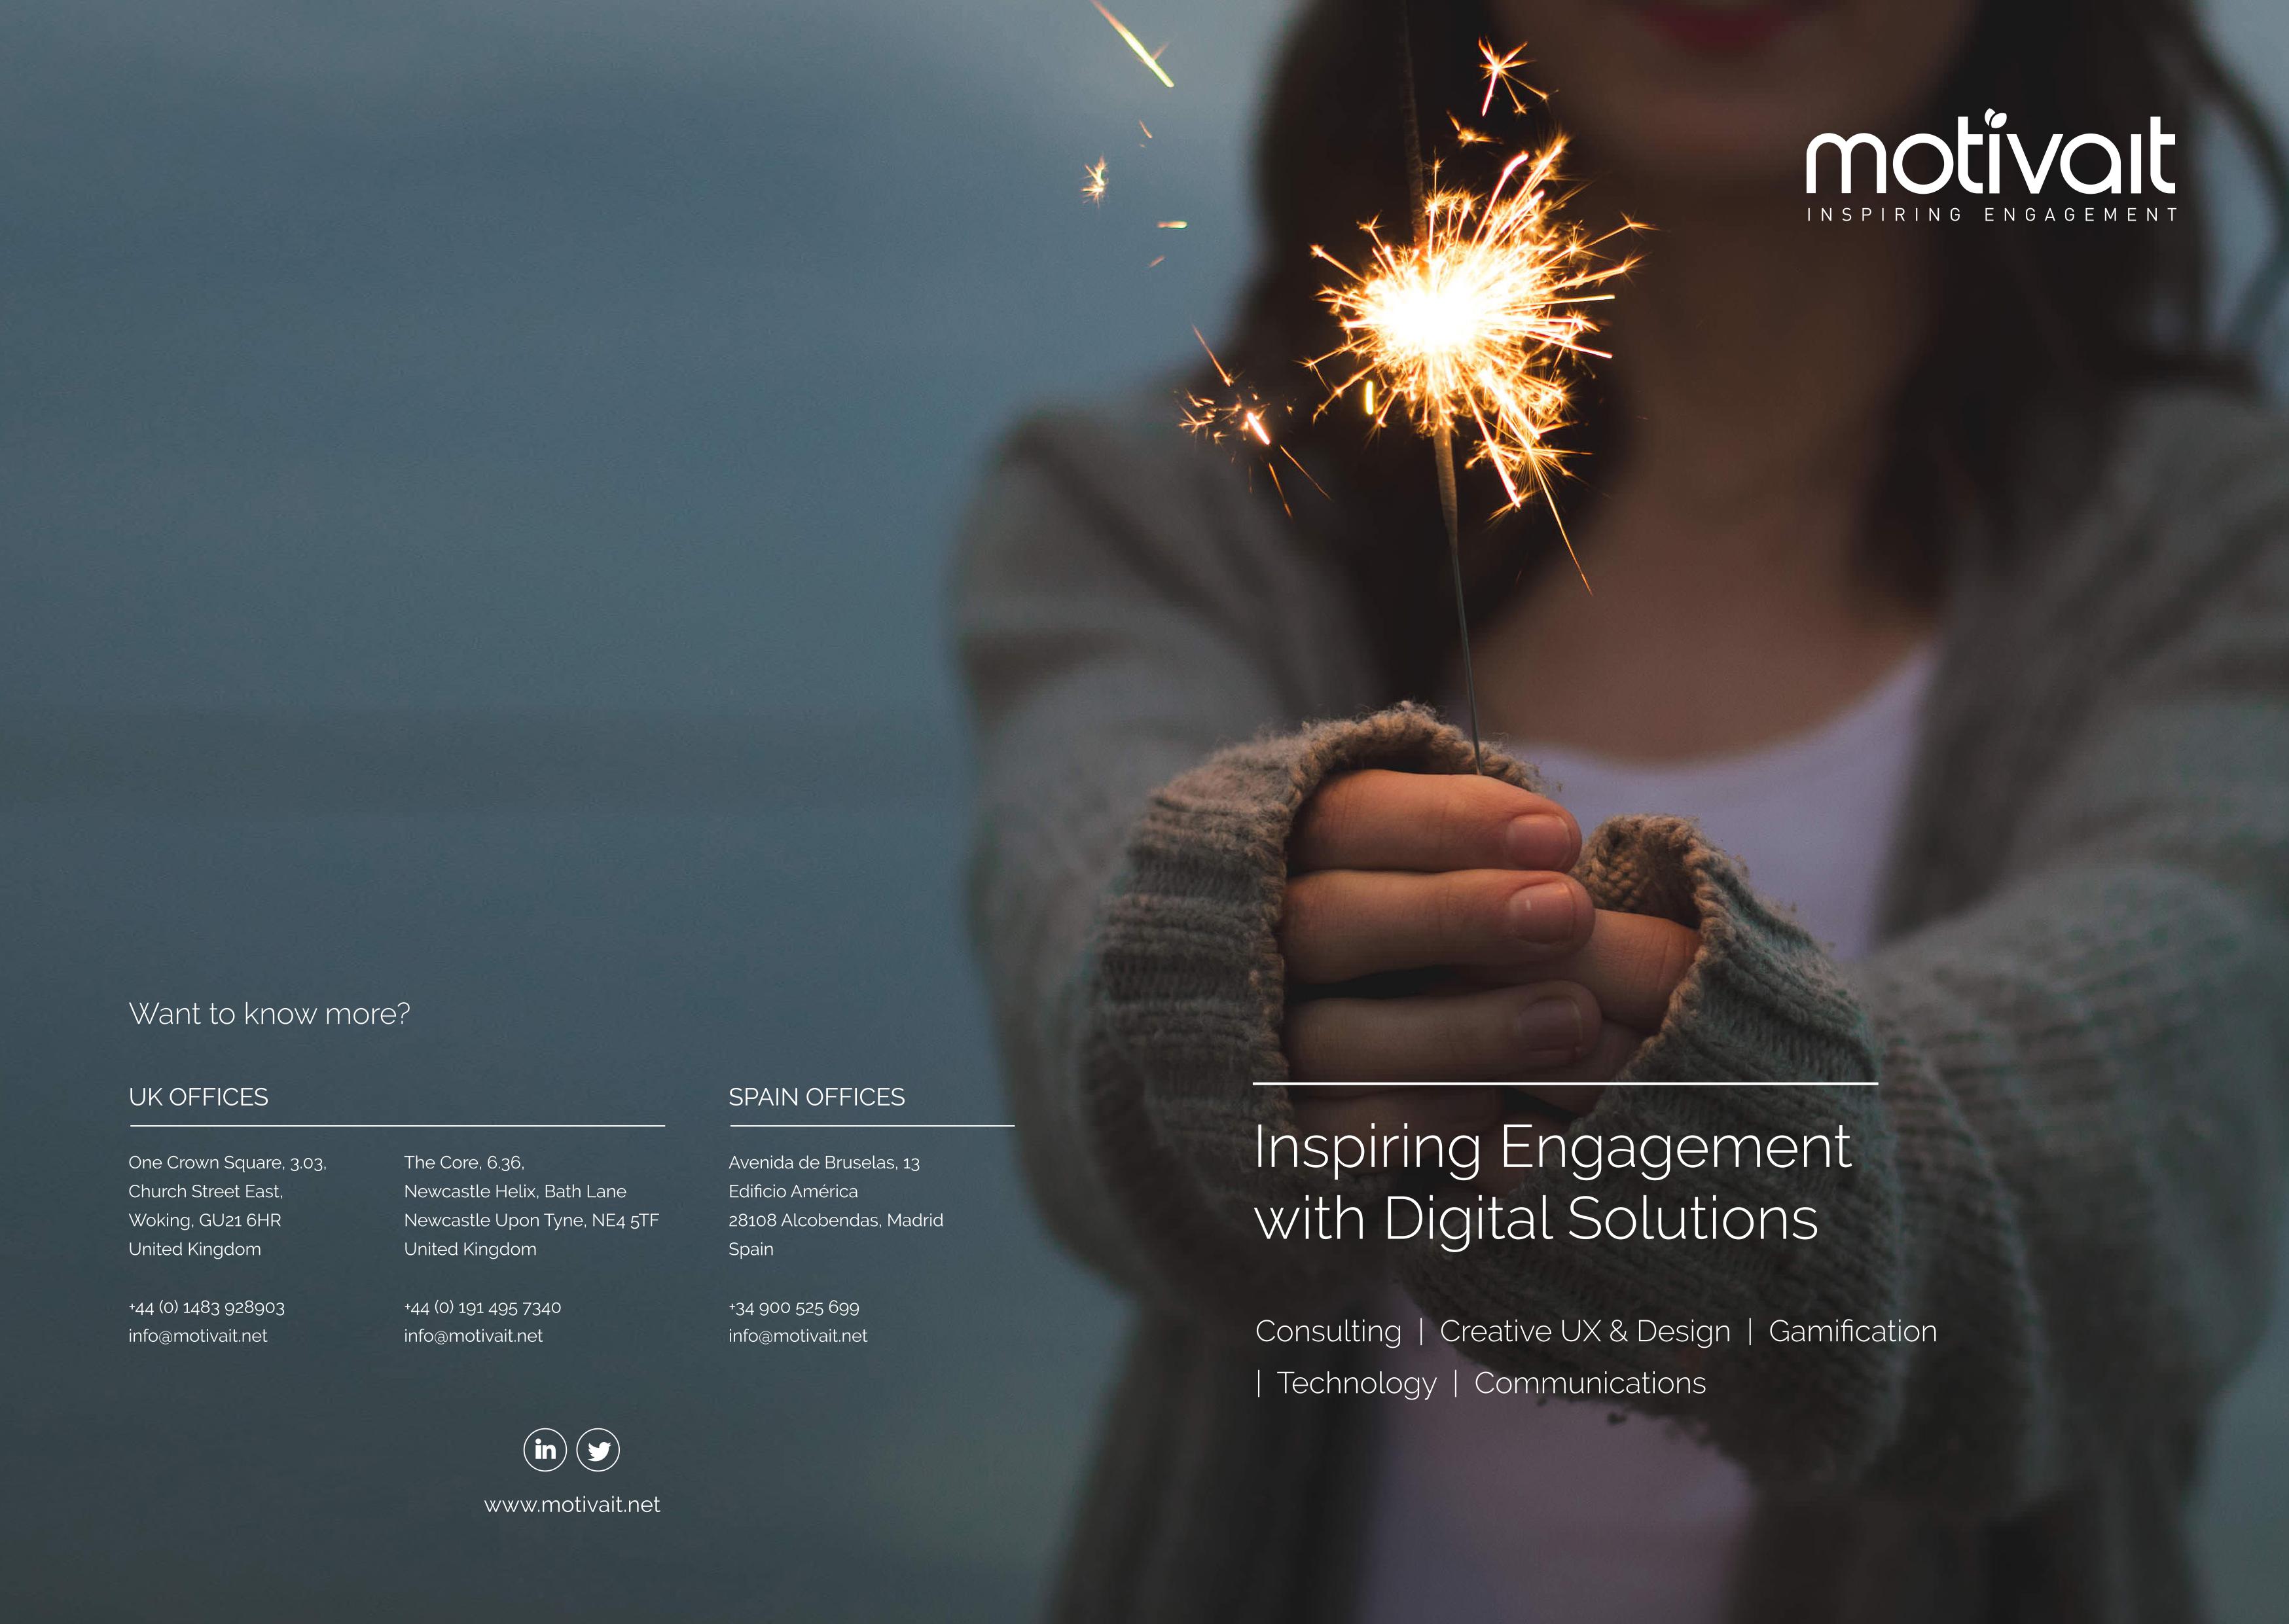 motivait
INSPIRING ENGAGEMENT
Want to know more?
UK OFFICES
One Crown Square, 3.03,
Church Street East,
Woking, GU21 6HR
United Kingdom
+44 (0) 1483 928903
info@motivait.net
The Core, 6.36,
Newcastle Helix, Bath Lane
Newcastle Upon Tyne, NE4 5TF
United Kingdom
+44 (0) 191 495 7340
info@motivait.net
SPAIN OFFICES
Avenida de Bruselas, 13
Edificio América
28108 Alcobendas, Madrid
Spain
+34 900 525 699
info@motivait.net
in
www.motivait.net
Inspiring Engagement
with Digital Solutions
Consulting | Creative UX & Design | Gamification
| Technology | Communications